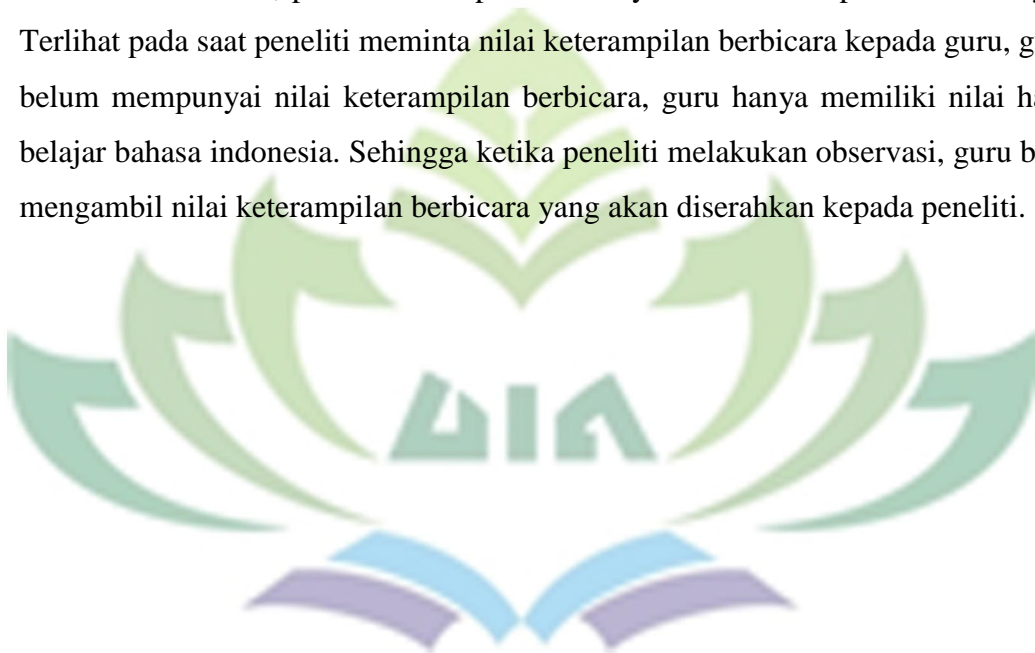 Terlihat pada saat peneliti meminta nilai keterampilan berbicara kepada guru, g
belum mempunyai nilai keterampilan berbicara, guru hanya memiliki nilai ha
belajar bahasa indonesia. Sehingga ketika peneliti melakukan observasi, guru b
mengambil nilai keterampilan berbicara yang akan diserahkan kepada peneliti.
UIN